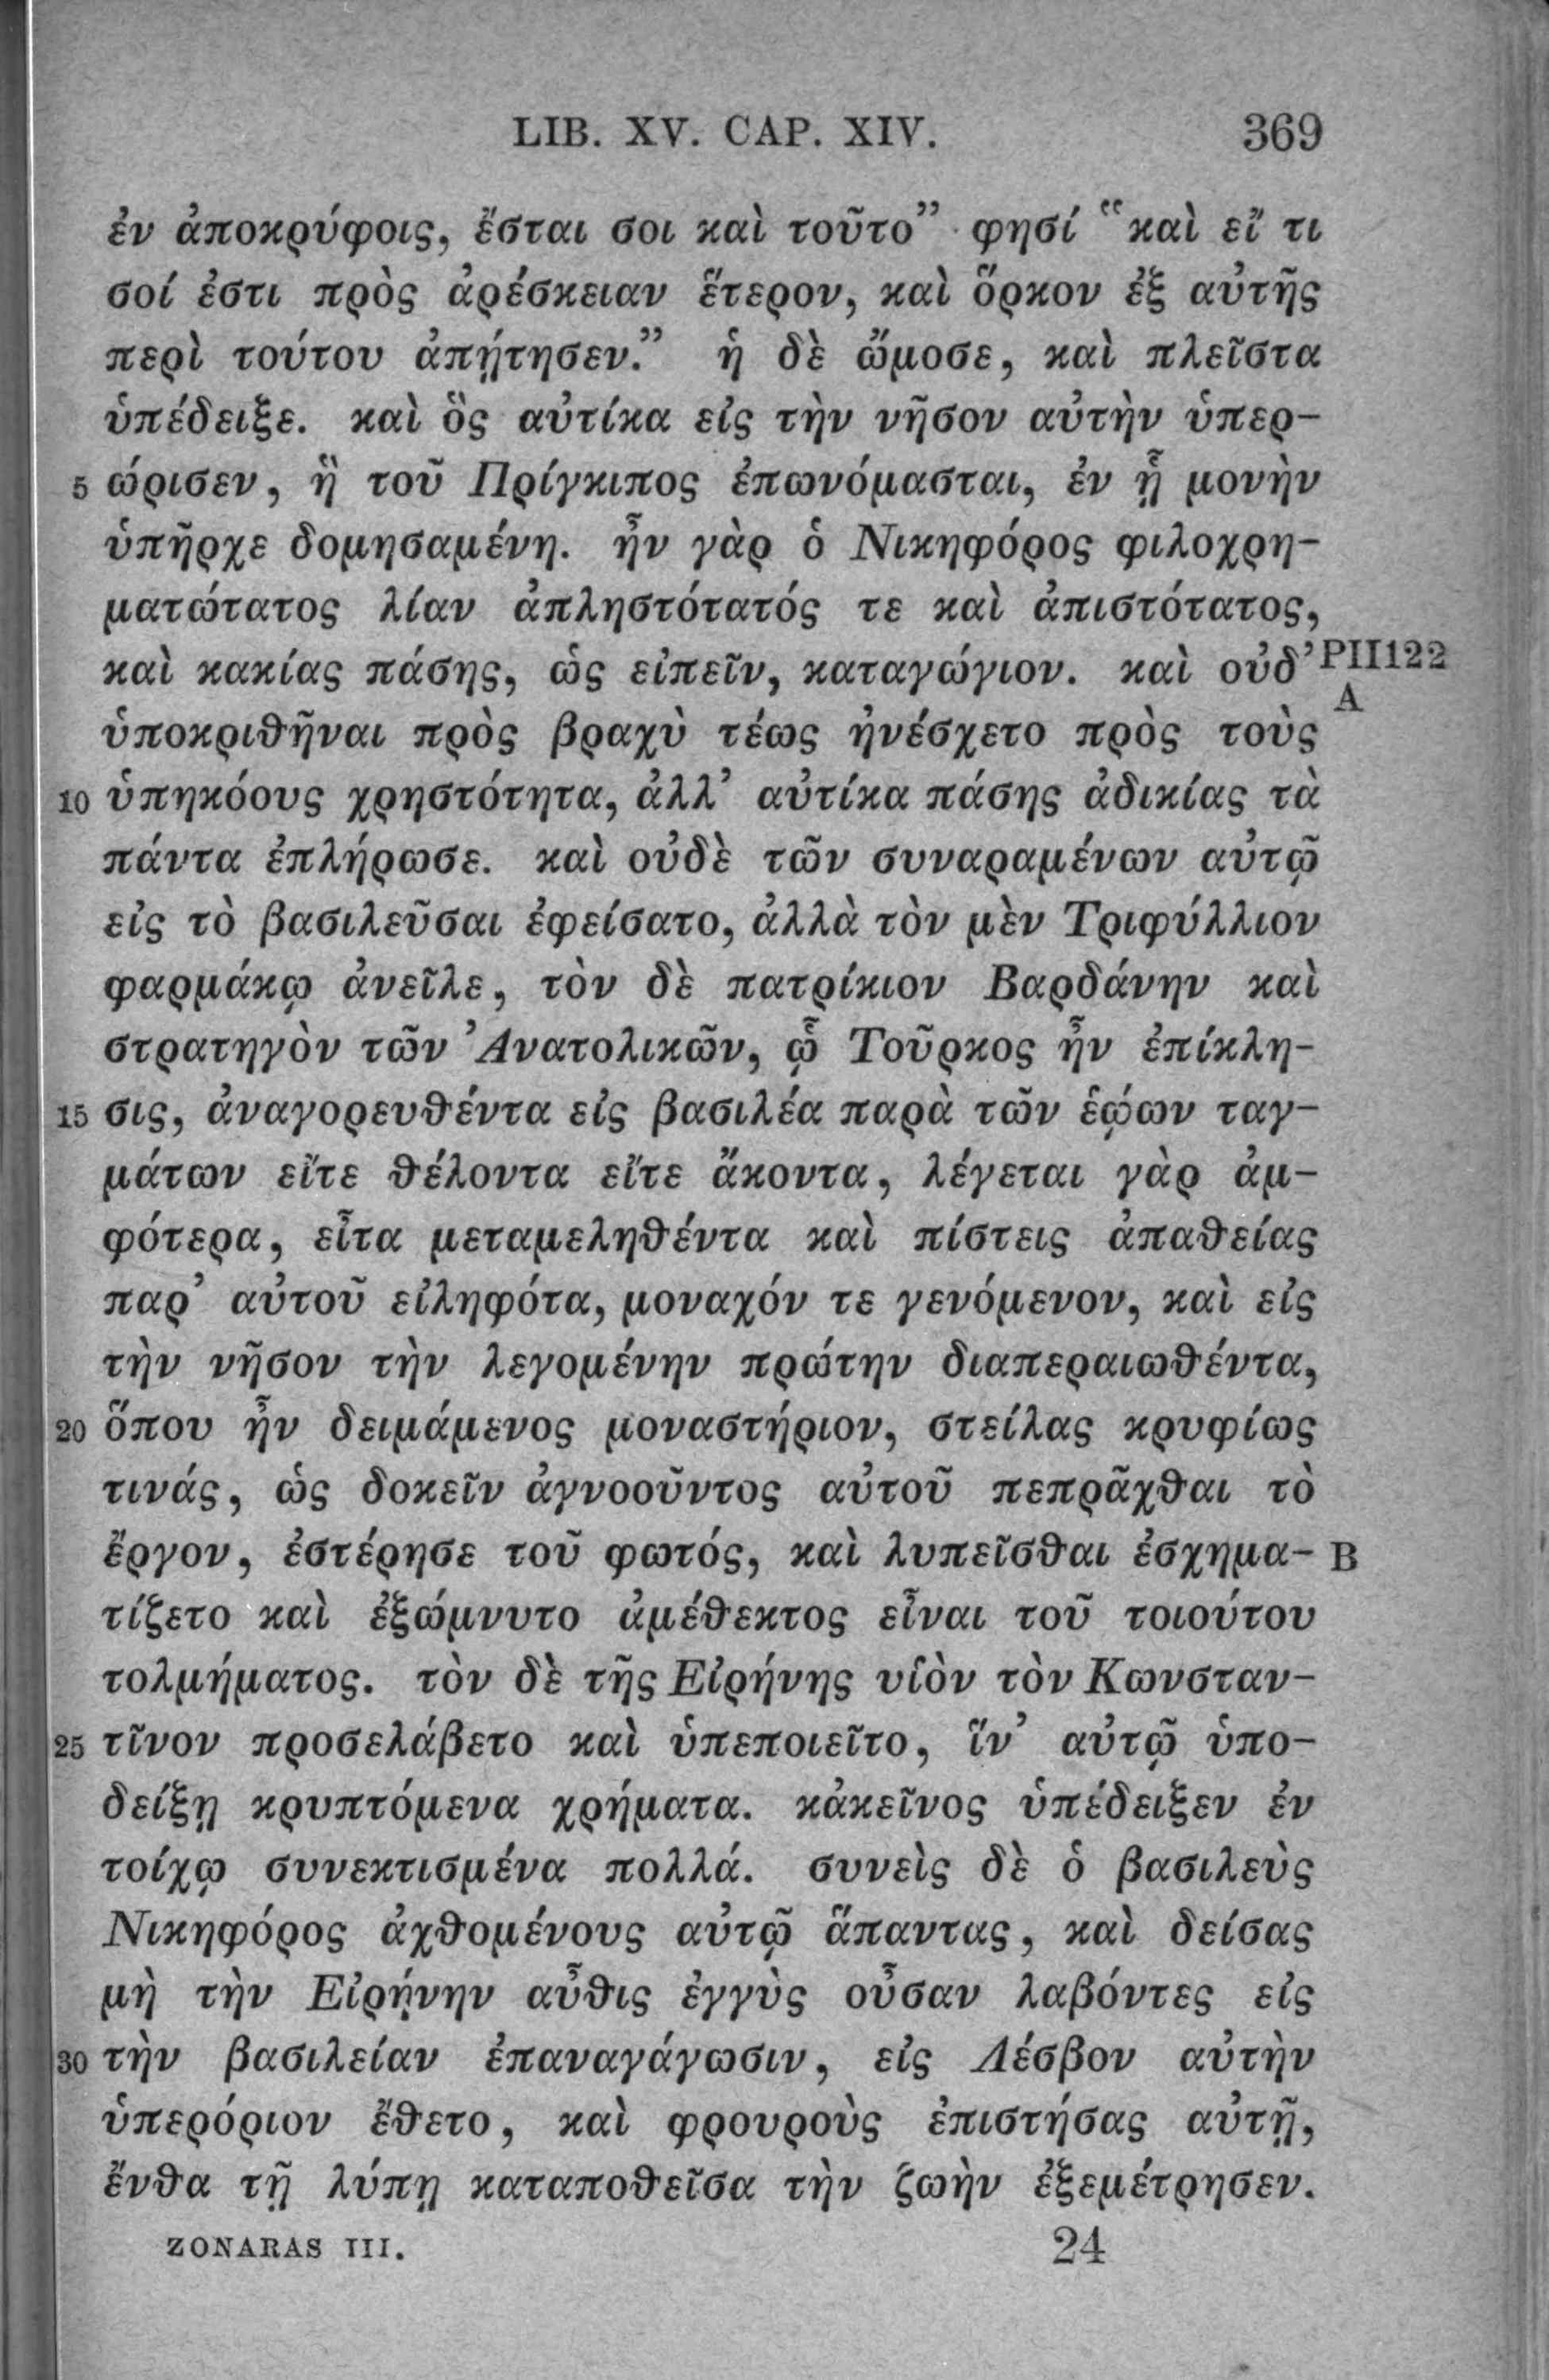 LIB. XV. CAP. XIV. 369
ἐν ἀποκρύφοις, ἔσται σοι καὶ τοῦτο” φησί “καὶ εἴ τι
σοί ἐστι πρὸς ἀρέσκειαν ἕτερον, καὶ ὅρκον ἐξ αὐτῆς
περὶ τούτου ἀπῄτησεν.” ἡ δὲ ὤμοσε, καὶ πλεῖστα
ὑπέδειξε. καὶ ὃς αὐτίκα εἰς τὴν νῆσον αὐτὴν ὑπερ-
5 ώρισεν, ἣ τοῦ Πρίγκιπος ἐπωνόμασται, ἐν ᾗ μονὴν
ὑπῆρχε δομησαμένη. ἦν γὰρ ὁ Νικηφόρος φιλοχρη-
ματώτατος λίαν ἀπληστότατός τε καὶ ἀπιστότατος,
καὶ κακίας πάσης, ὡς εἰπεῖν, καταγώγιον. καὶ οὐδ’ PII122
A
ὑποκριθῆναι πρὸς βραχὺ τέως ἠνέσχετο πρὸς τοὺς
10 ὑπηκόους χρηστότητα, ἀλλ’ αὐτίκα πάσης ἀδικίας τὰ
πάντα ἐπλήρωσε. καὶ οὐδὲ τῶν συναραμένων αὐτῷ
εἰς τὸ βασιλεῦσαι ἐφείσατο, ἀλλὰ τὸν μὲν Τριφύλλιον
φαρμάκῳ ἀνεῖλε, τὸν δὲ πατρίκιον Βαρδάνην καὶ
στρατηγὸν τῶν Ἀνατολικῶν, ᾧ Τοῦρκος ἦν ἐπίκλη-
15 σις, ἀναγορευθέντα εἰς βασιλέα παρὰ τῶν ἑῴων ταγ-
μάτων εἴτε θέλοντα εἴτε ἄκοντα, λέγεται γὰρ ἀμ-
φότερα, εἶτα μεταμεληθέντα καὶ πίστεις ἀπαθείας
παρ’ αὐτοῦ εἰληφότα, μοναχόν τε γενόμενον, καὶ εἰς
τὴν νῆσον τὴν λεγομένην πρώτην διαπεραιωθέντα,
20 ὅπου ἦν δειμάμενος μοναστήριον, στείλας κρυφίως
τινάς, ὡς δοκεῖν ἀγνοοῦντος αὐτοῦ πεπρᾶχθαι τὸ
ἔργον, ἐστέρησε τοῦ φωτός, καὶ λυπεῖσθαι ἐσχημα- B
τίζετο καὶ ἐξώμνυτο ἀμέθεκτος εἶναι τοῦ τοιούτου
τολμήματος. τὸν δὲ τῆς Εἰρήνης υἱὸν τὸν Κωνσταν-
25 τῖνον προσελάβετο καὶ ὑπεποιεῖτο, ἵν’ αὐτῷ ὑπο-
δείξῃ κρυπτόμενα χρήματα. κἀκεῖνος ὑπέδειξεν ἐν
τοίχῳ συνεκτισμένα πολλά. συνεὶς δὲ ὁ βασιλεὺς
Νικηφόρος ἀχθομένους αὐτῷ ἅπαντας, καὶ δείσας
μὴ τὴν Εἰρήνην αὖθις ἐγγὺς οὖσαν λαβόντες εἰς
30 τὴν βασιλείαν ἐπαναγάγωσιν, εἰς Λέσβον αὐτὴν
ὑπερόριον ἔθετο, καὶ φρουροὺς ἐπιστήσας αὐτῇ,
ἔνθα τῇ λύπῃ καταποθεῖσα τὴν ζωὴν ἐξεμέτρησεν.
ZONARAS III. 24